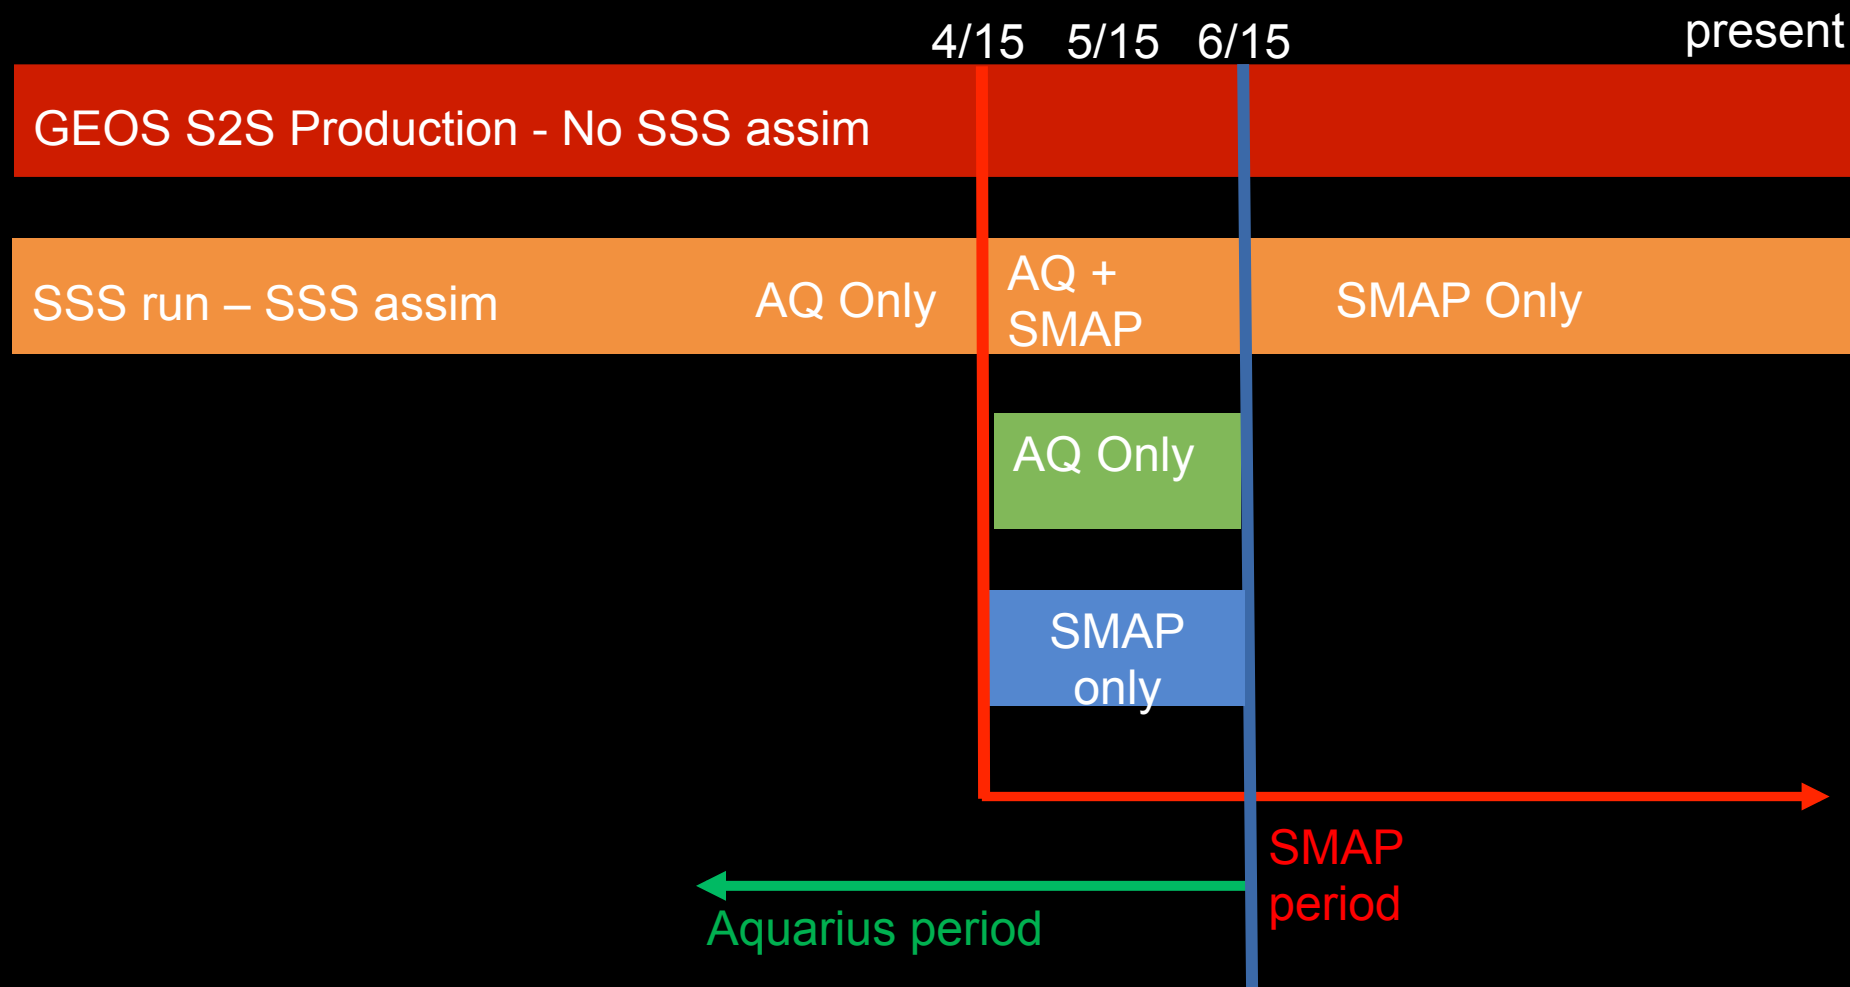 4/15 5/15 6/15 present
GEOS S2S Production - No SSS assim
SSS run – SSS assim
AQ Only
AQ +
SMAP
SMAP Only
AQ Only
SMAP
only
SMAP
period
Aquarius period